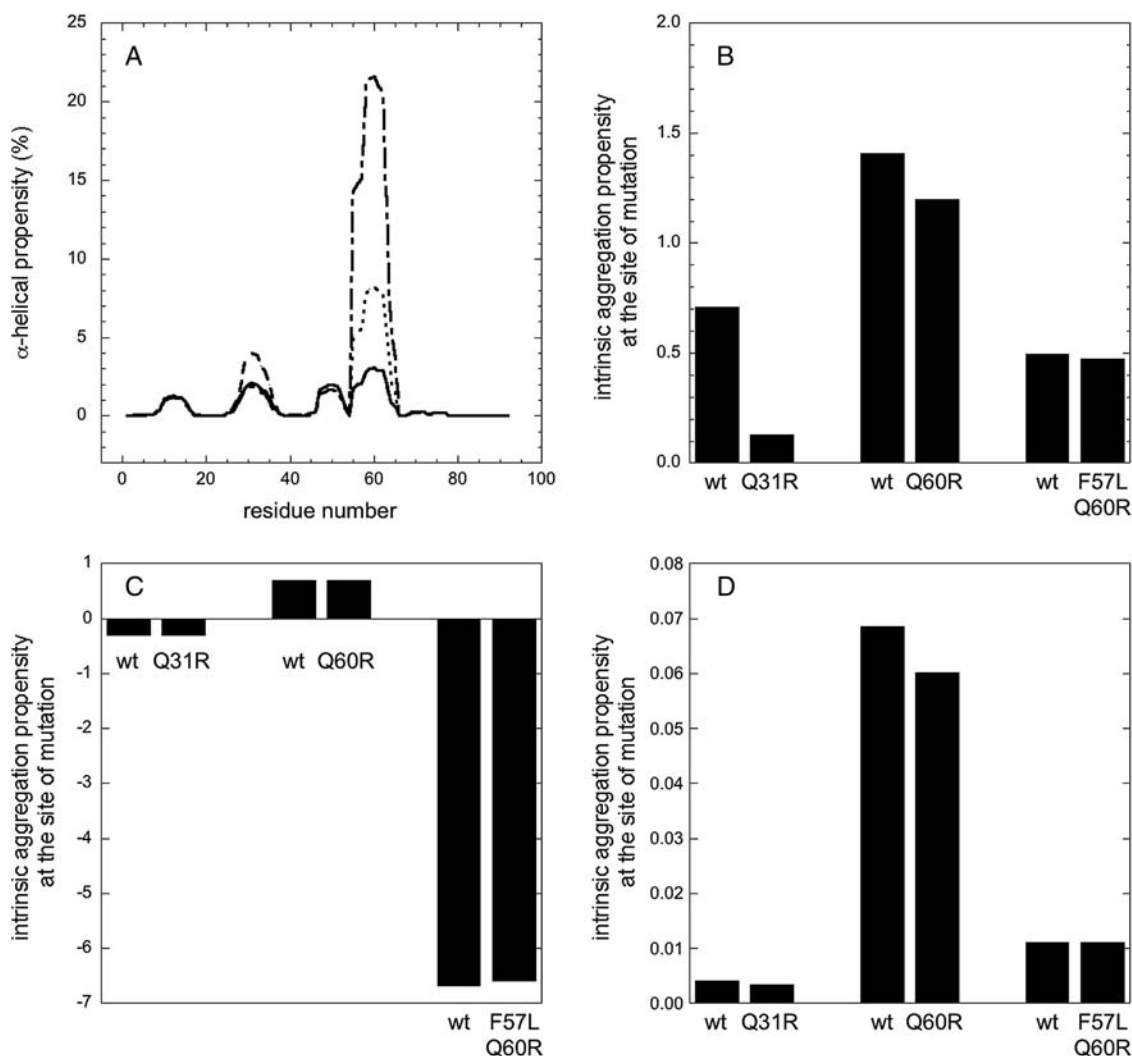 A
α-helical propensity (%)
25
20
15
10
5
0
0 20 40 60 80 100
residue number
B
intrinsic aggregation propensity
at the site of mutation
2.0
1.5
1.0
0.5
0.0
wt Q31R wt Q60R wt F57L
Q60R
C
intrinsic aggregation propensity
at the site of mutation
1
0
-1
-2
-3
-4
-5
-6
-7
wt Q31R wt Q60R
wt F57L
Q60R
D
intrinsic aggregation propensity
at the site of mutation
0.08
0.07
0.06
0.05
0.04
0.03
0.02
0.01
0.00
wt Q31R wt Q60R wt F57L
Q60R